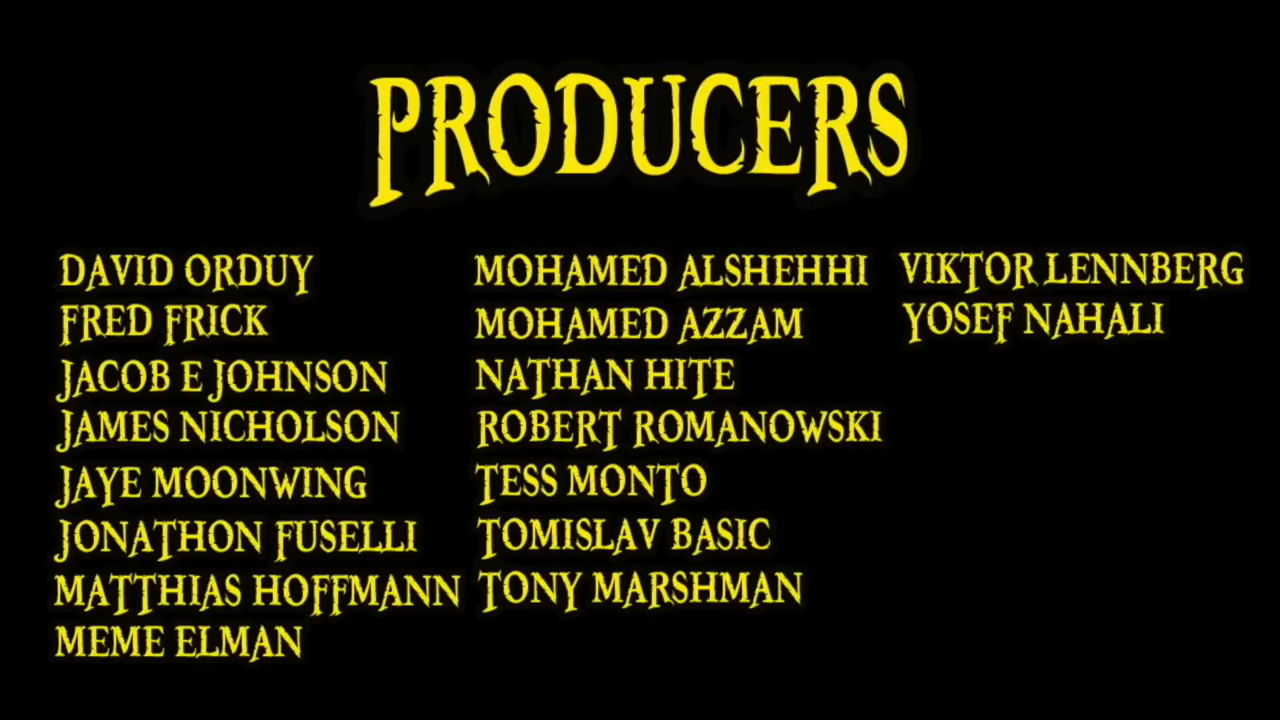 PRODUCERS
DAVID ORDUY
FRED FRICK
JACOB E JOHNSON
JAMES NICHOLSON
JAYE MOONWING
JONATHON FUSELLI
MATTHIAS HOFFMANN
MEME ELMAN
MOHAMED ALSHEHHI
MOHAMED AZZAM
NATHAN HITE
ROBERT ROMANOWSKI
TESS MONTO
TOMISLAV BASIC
TONY MARSHMAN
VIKTOR LENNBERG
YOSEF NAHALI